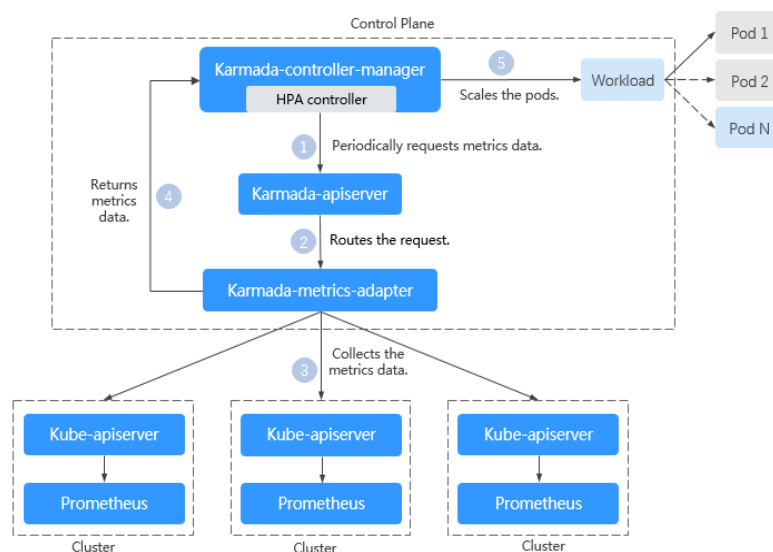 Control Plane
Pod 1
Karmada-controller-manager
5
HPA controller
Scales the pods.
Workload
Pod 2
Pod N
1
Periodically requests metrics data.
Returns
metrics
data.
4
Karmada-apiserver
2
Routes the request.
Karmada-metrics-adapter
3
Collects the
metrics data.
Kube-apiserver
Kube-apiserver
Kube-apiserver
Prometheus
Prometheus
Prometheus
Cluster
Cluster
Cluster